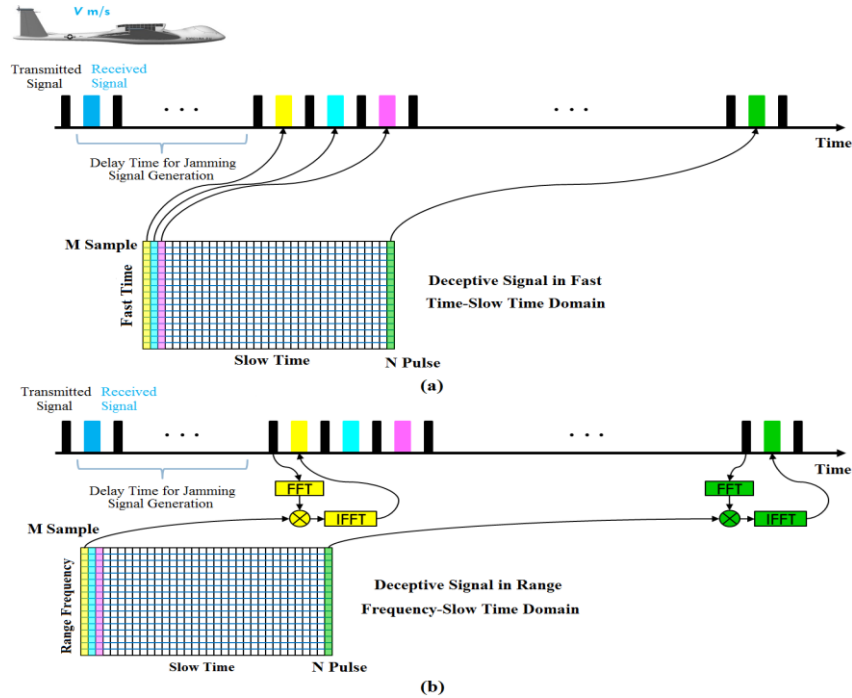 V m/s
Transmitted Received
Signal Signal
. . .
. . .
Time
Delay Time for Jamming
Signal Generation
M Sample
Fast Time
Deceptive Signal in Fast
Time-Slow Time Domain
Slow Time
N Pulse
(a)
Transmitted Received
Signal Signal
. . .
. . .
Time
Delay Time for Jamming
Signal Generation
FFT
FFT
IFFT
IFFT
M Sample
Range Frequency
Deceptive Signal in Range
Frequency-Slow Time Domain
Slow Time
N Pulse
(b)